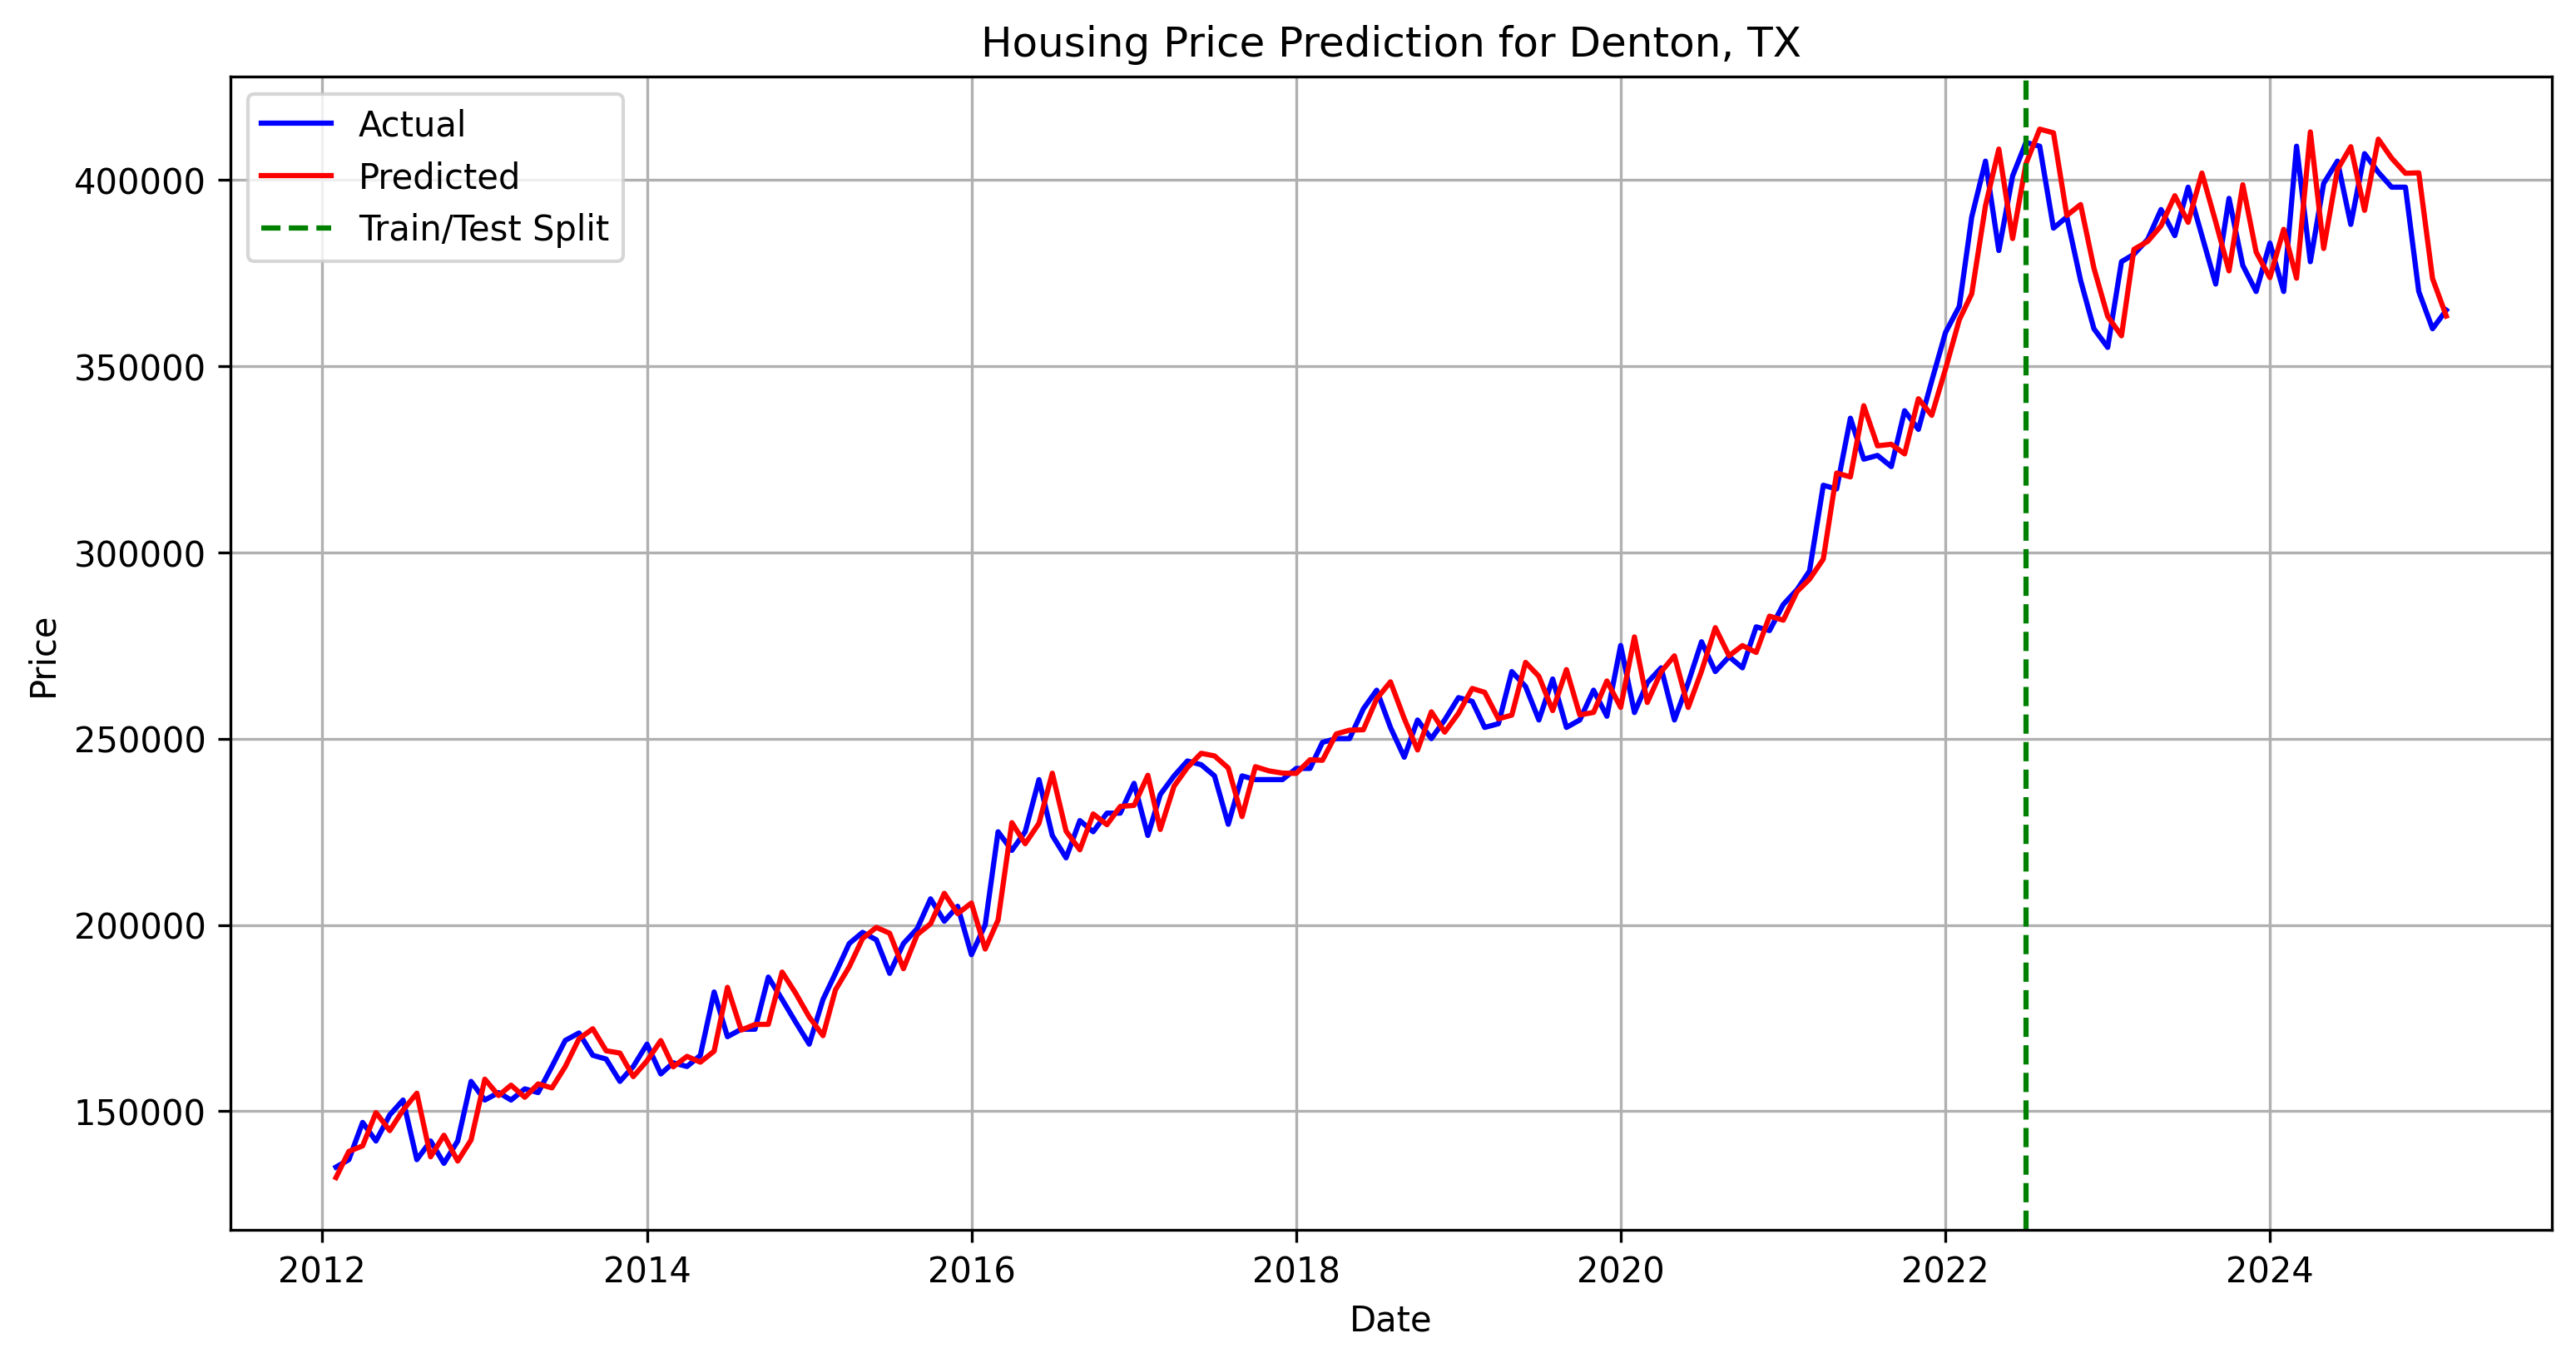 Housing Price Prediction for Denton, TX
Actual
Predicted
Train/Test Split
400000
350000
300000
250000
200000
150000
Price
2012 2014 2016 2018 2020 2022 2024
Date